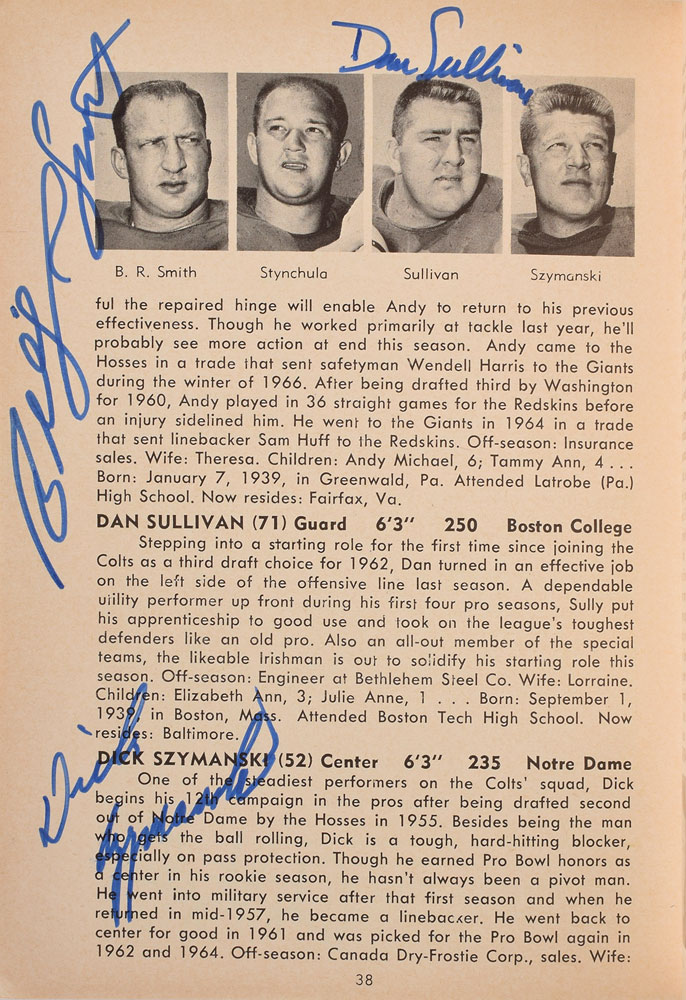 Dan Sullivan
Billy Ray Smith
B. R. Smith Stynchula Sullivan Szymanski
ful the repaired hinge will enable Andy to return to his previous
effectiveness. Though he worked primarily at tackle last year, he'll
probably see more action at end this season. Andy came to the
Hosses in a trade that sent safetyman Wendell Harris to the Giants
during the winter of 1966. After being drafted third by Washington
for 1960, Andy played in 36 straight games for the Redskins before
an injury sidelined him. He went to the Giants in 1964 in a trade
that sent linebacker Sam Huff to the Redskins. Off-season: Insurance
sales. Wife: Theresa. Children: Andy Michael, 6; Tammy Ann, 4 . . .
Born: January 7, 1939, in Greenwald, Pa. Attended Latrobe (Pa.)
High School. Now resides: Fairfax, Va.
DAN SULLIVAN (71) Guard 6'3" 250 Boston College
Stepping into a starting role for the first time since joining the
Colts as a third draft choice for 1962, Dan turned in an effective job
on the left side of the offensive line last season. A dependable
utility performer up front during his first four pro seasons, Sully put
his apprenticeship to good use and took on the league's toughest
defenders like an old pro. Also an all-out member of the special
teams, the likeable Irishman is out to solidify his starting role this
season. Off-season: Engineer at Bethlehem Steel Co. Wife: Lorraine.
Children: Elizabeth Ann, 3; Julie Anne, 1 . . . Born: September 1,
1939, in Boston, Mass. Attended Boston Tech High School. Now
resides: Baltimore.
DICK SZYMANSKI (52) Center 6'3" 235 Notre Dame
One of the steadiest performers on the Colts' squad, Dick
begins his 12th campaign in the pros after being drafted second
out of Notre Dame by the Hosses in 1955. Besides being the man
who gets the ball rolling, Dick is a tough, hard-hitting blocker,
especially on pass protection. Though he earned Pro Bowl honors as
a center in his rookie season, he hasn't always been a pivot man.
He went into military service after that first season and when he
returned in mid-1957, he became a linebacker. He went back to
center for good in 1961 and was picked for the Pro Bowl again in
1962 and 1964. Off-season: Canada Dry-Frostie Corp., sales. Wife:
Dick Szymanski
38